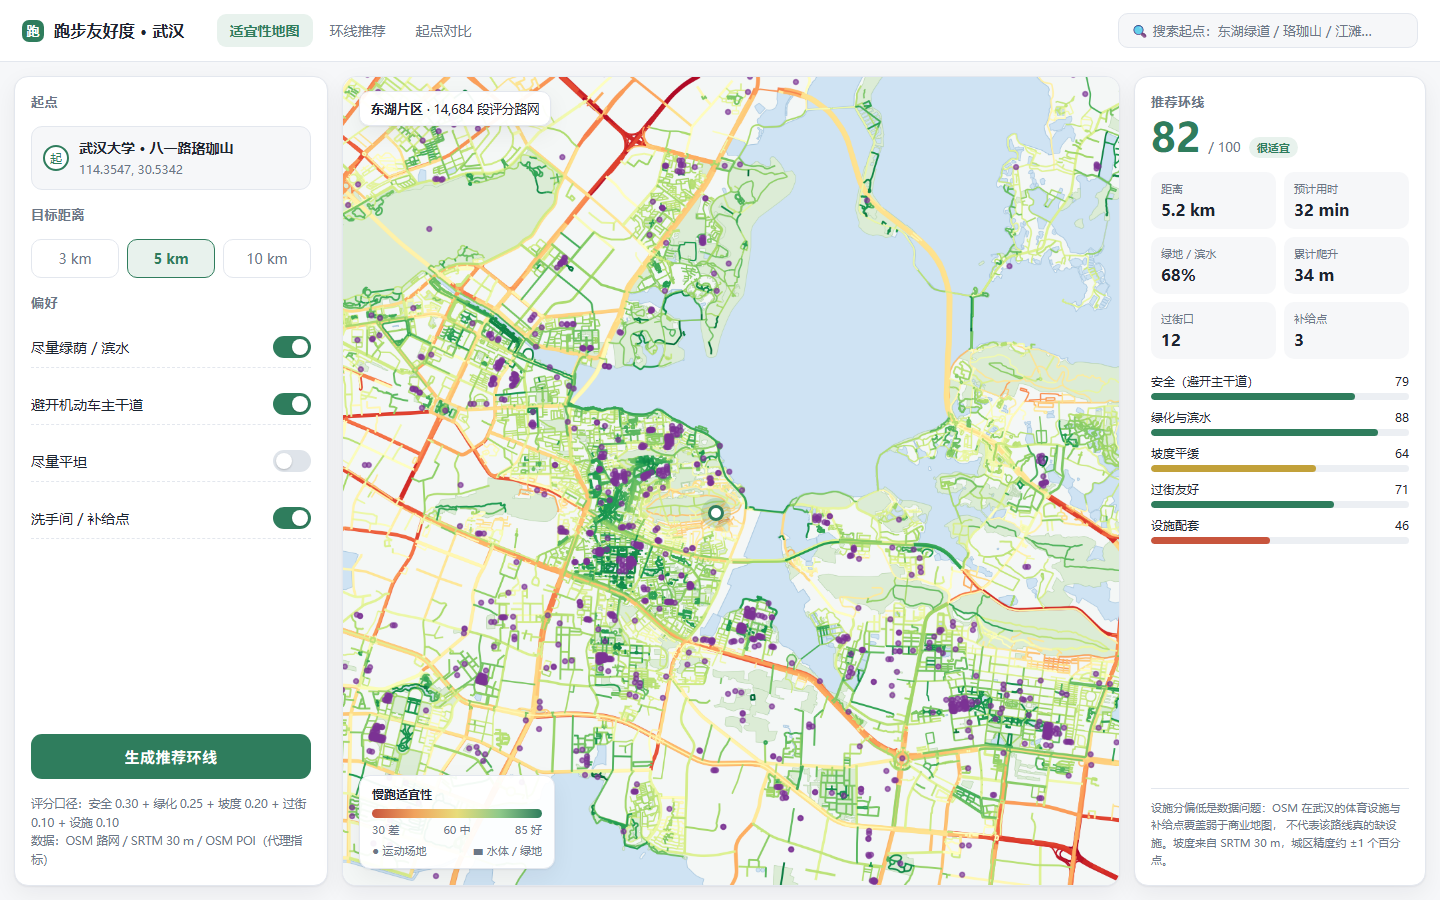 跑 跑步友好度 • 武汉
适宜性地图
环线推荐
起点对比
搜索起点：东湖绿道 / 珞珈山 / 江滩...
起点
起
武汉大学 • 八一路珞珈山
114.3547, 30.5342
目标距离
3 km
5 km
10 km
偏好
尽量绿荫 / 滨水
避开机动车主干道
尽量平坦
洗手间 / 补给点
生成推荐环线
评分口径：安全 0.30 + 绿化 0.25 + 坡度 0.20 + 过街
0.10 + 设施 0.10
数据：OSM 路网 / SRTM 30 m / OSM POI（代理指
标）
东湖片区 · 14,684 段评分路网
慢跑适宜性
30 差
60 中
85 好
运动场地
水体 / 绿地
推荐环线
82 / 100 很适宜
距离
5.2 km
预计用时
32 min
绿地 / 滨水
68%
累计爬升
34 m
过街口
12
补给点
3
安全（避开主干道） 79
绿化与滨水 88
坡度平缓 64
过街友好 71
设施配套 46
设施分偏低是数据问题：OSM 在武汉的体育设施与
补给点覆盖弱于商业地图， 不代表该路线真的缺设
施。坡度来自 SRTM 30 m，城区精度约 ±1 个百分
点。